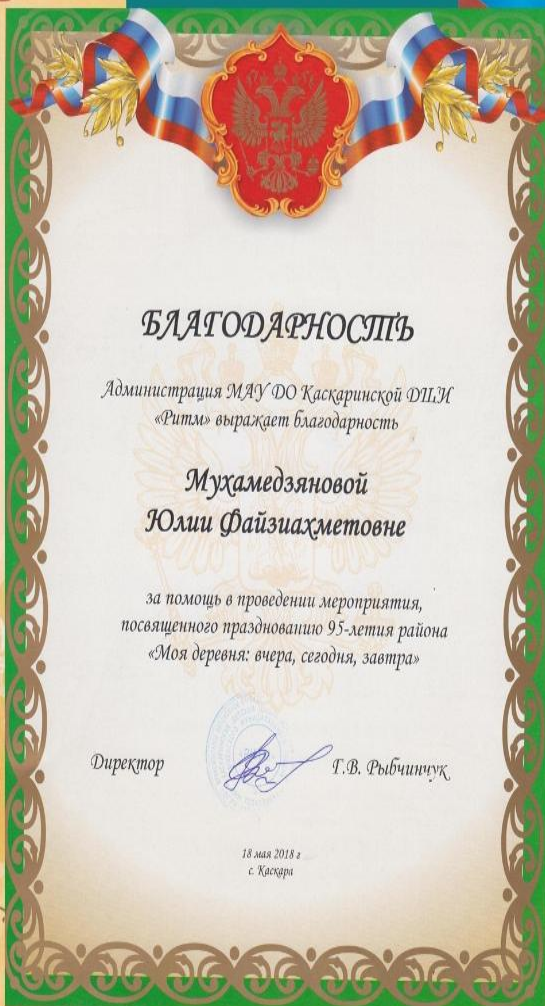 БЛАГОДАРНОСТЬ
Администрация МАУ ДО Каскаринской ДШИ
«Ритм» выражает благодарность
Мухамедзяновой
Юлии Файзиахметовне
за помощь в проведении мероприятия,
посвященного празднованию 95-летия района
«Моя деревня: вчера, сегодня, завтра»
Директор Г.В. Рыбчинчук
18 мая 2018 г
с. Каскара